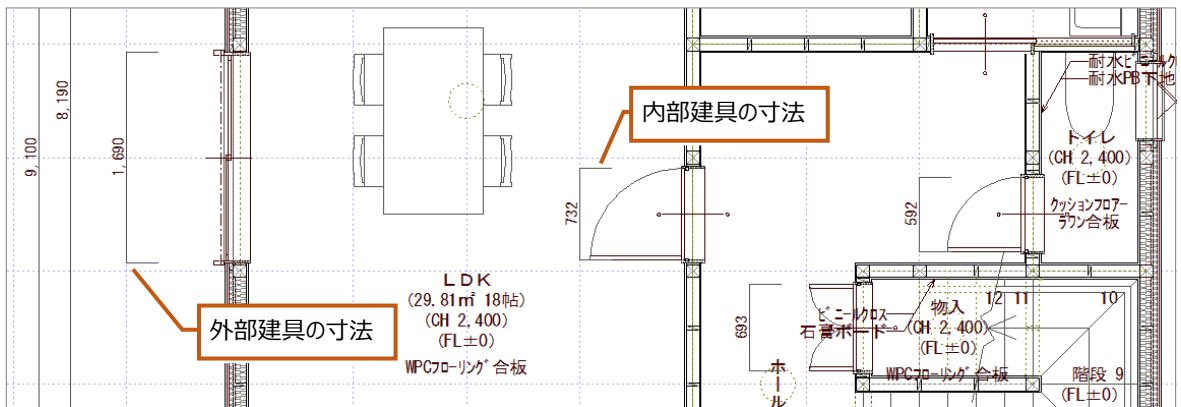 9,100
8,190
1,690
外部建具の寸法
LDK
(29.81㎡ 18帖)
(CH 2,400)
(FL±0)
WPCフローリング合板
内部建具の寸法
732
592
693
耐水ビニールク
耐水PB下地
トイレ
(CH 2,400)
(FL±0)
クッションフロアー
ラワン合板
ビニールクロス
石膏ボード
物入
(CH 2,400)
(FL±0)
WPCフローリング合板
12 11 10
ホール
階段 9
(FL±0)